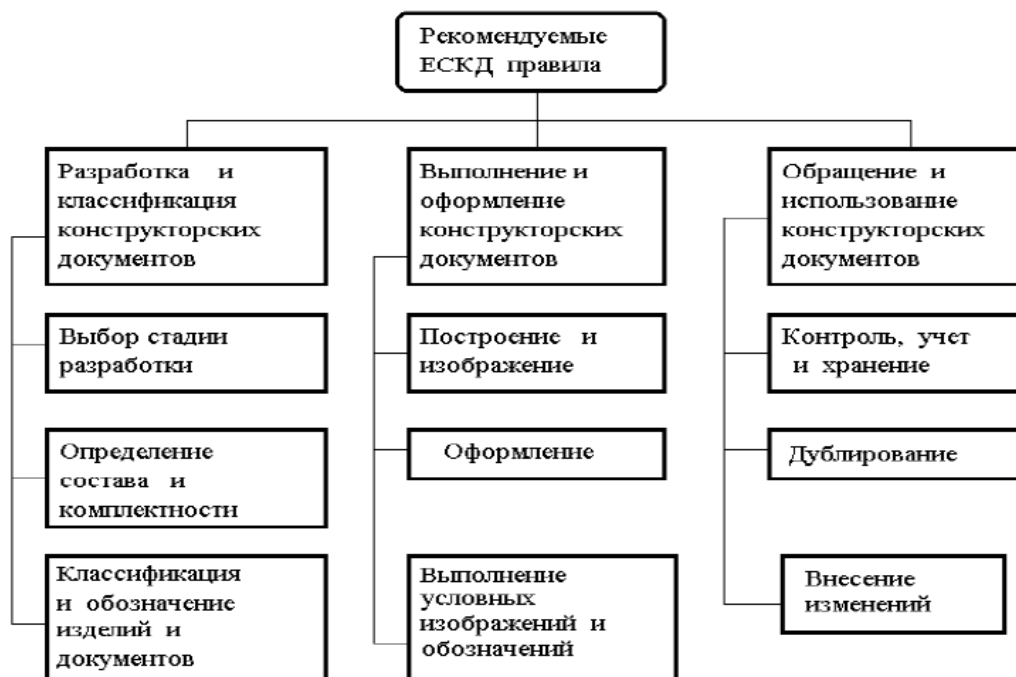 Рекомендуемые
ЕСКД правила
Разработка и
классификация
конструкторских
документов
Выбор стадии
разработки
Определение
состава и
комплектности
Классификация
и обозначение
изделий и
документов
Выполнение и
оформление
конструкторских
документов
Построение и
изображение
Оформление
Выполнение
условных
изображений и
обозначений
Обращение и
использование
конструкторских
документов
Контроль, учет
и хранение
Дублирование
Внесение
изменений